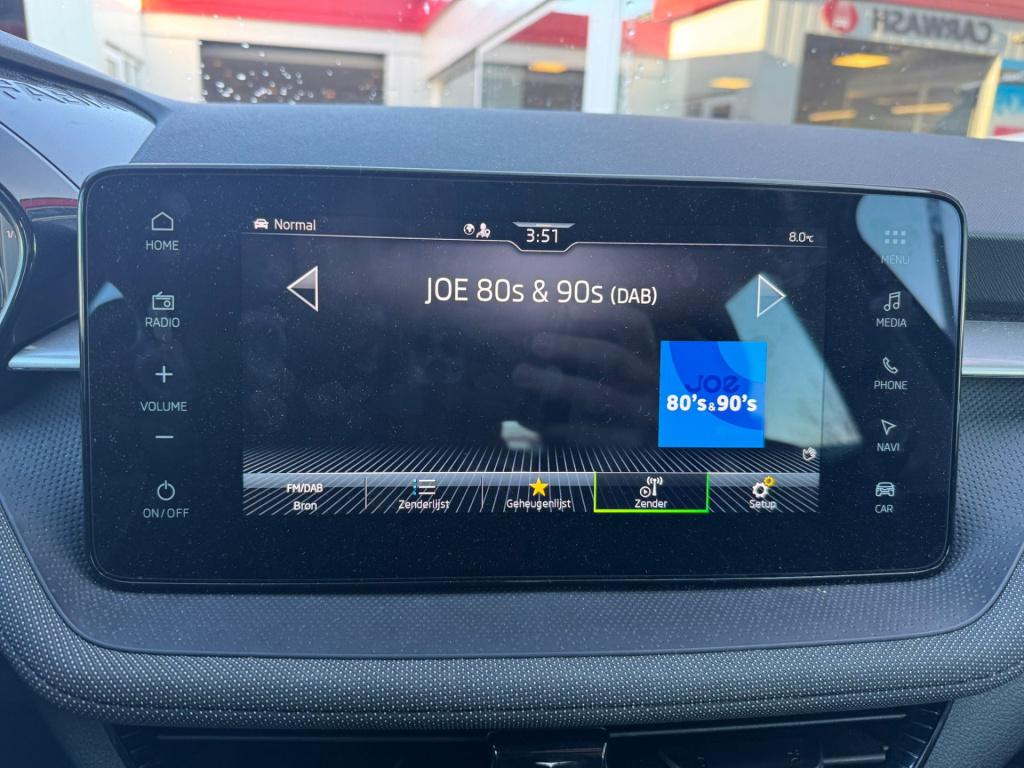 CARWASH
HOME
RADIO
VOLUME
ON/OFF
Normal
3:51
8.0°C
JOE 80s & 90s (DAB)
JOE
80's & 90's
FM/DAB
Bron
Zenderlijst
Geheugenlijst
Zender
Setup
MENU
MEDIA
PHONE
NAVI
CAR